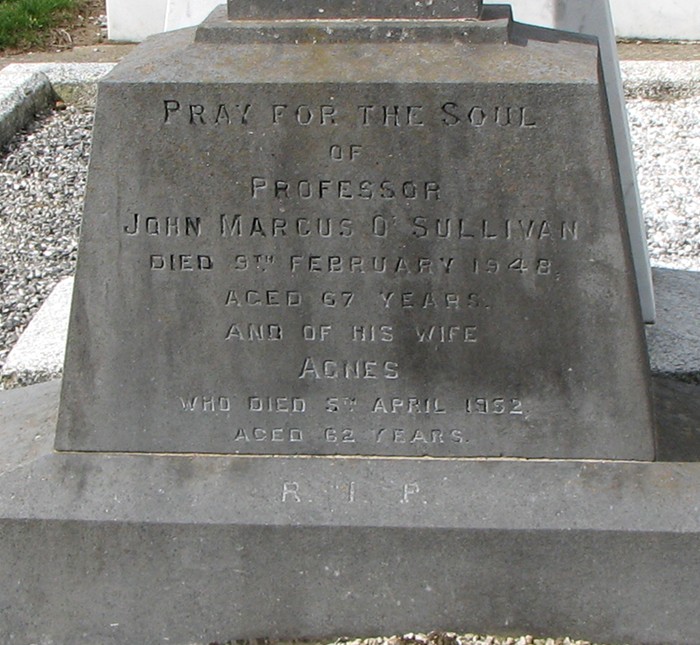 PRAY FOR THE SOUL
OF
PROFESSOR
JOHN MARCUS O'SULLIVAN
DIED 9TH FEBRUARY 1948,
AGED 67 YEARS.
AND OF HIS WIFE
AGNES
WHO DIED 5TH APRIL 1952
AGED 62 YEARS.
R. I. P.